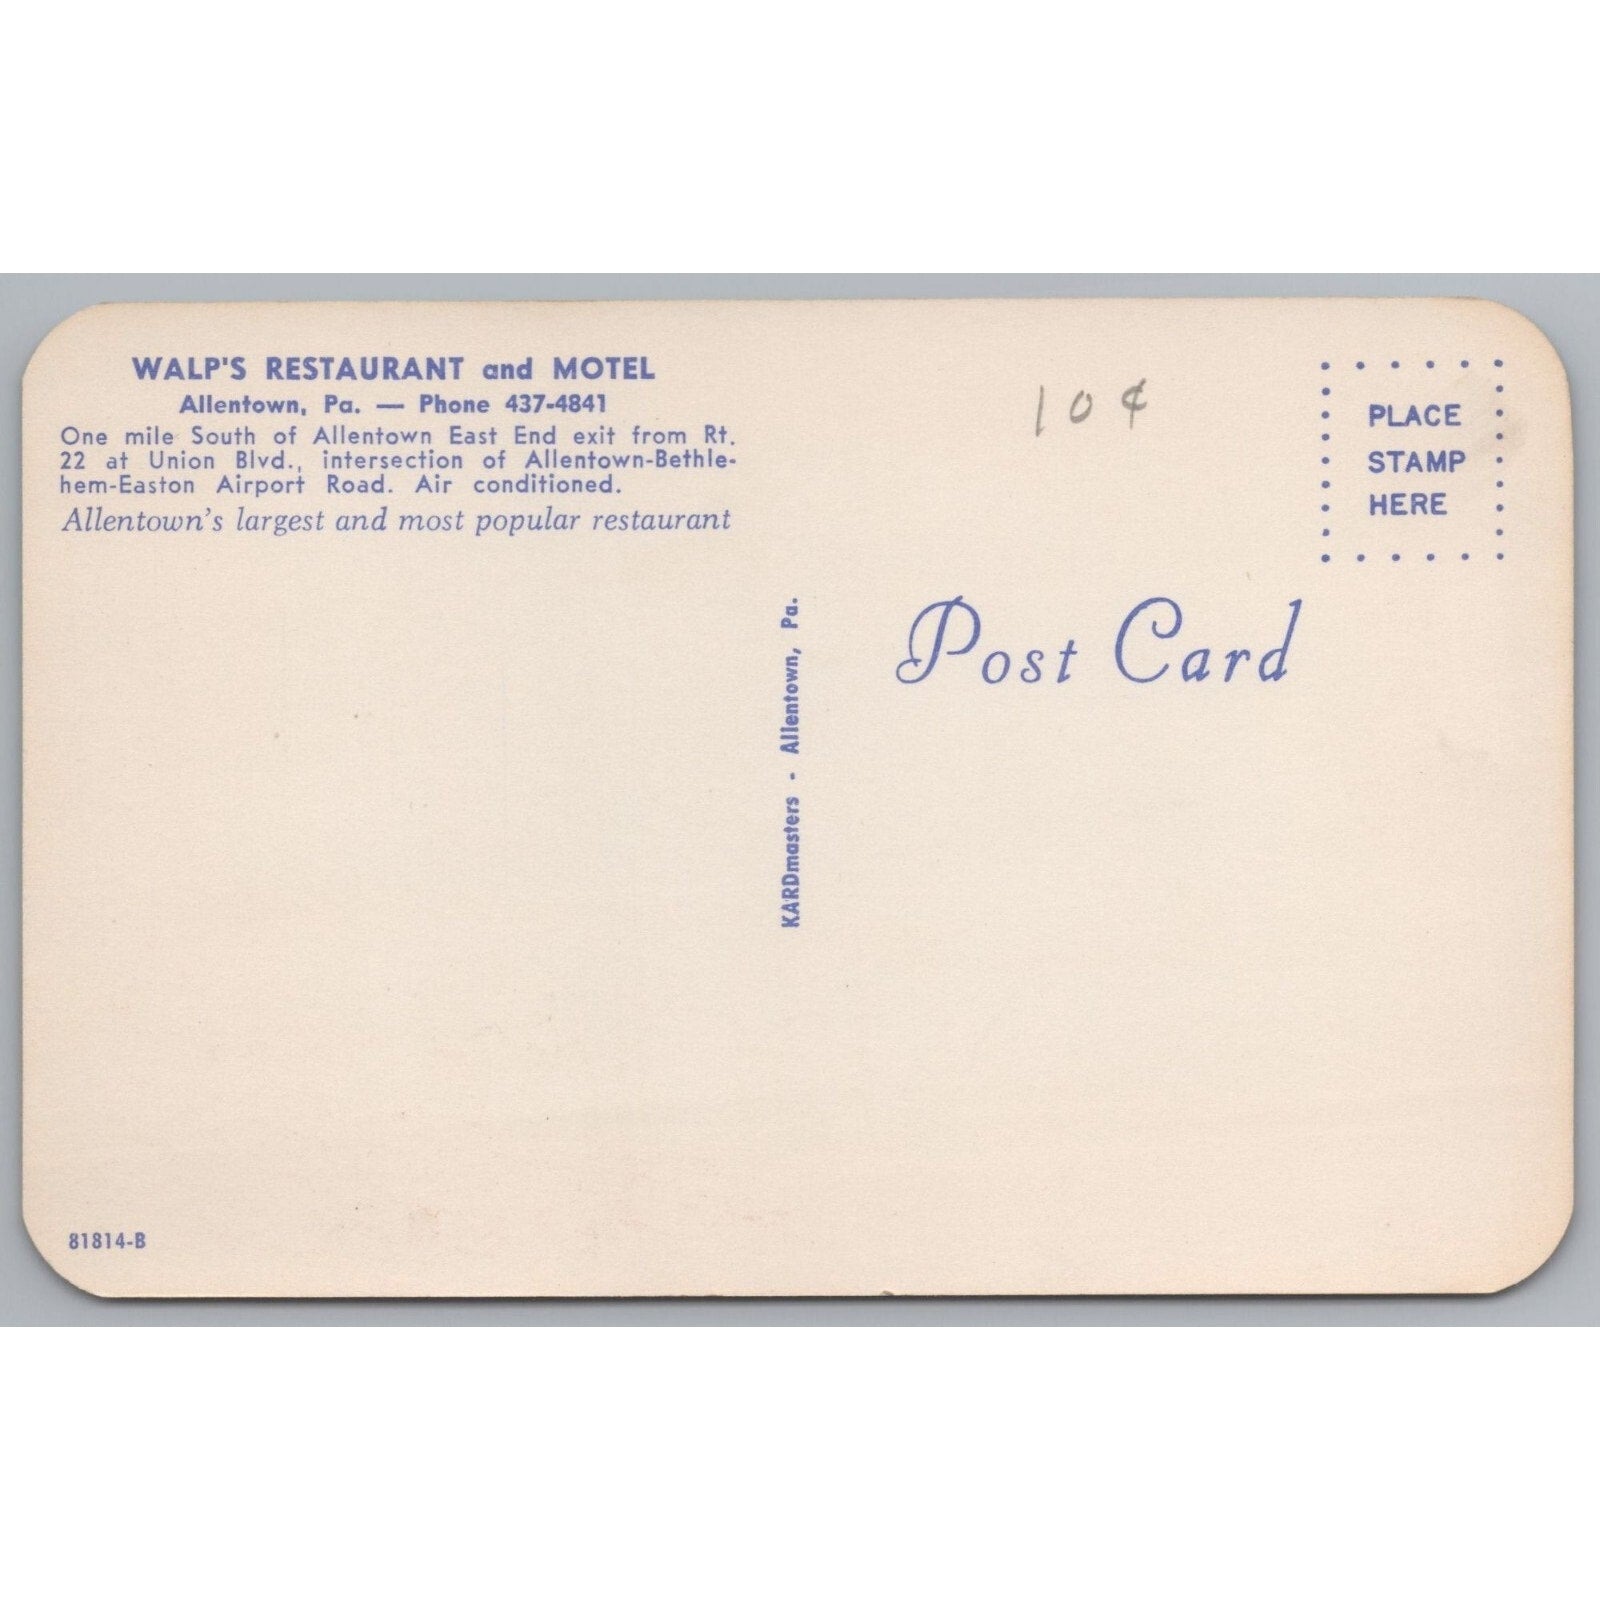 WALP'S RESTAURANT and MOTEL
Allentown, Pa. — Phone 437-4841
One mile South of Allentown East End exit from Rt.
22 at Union Blvd., intersection of Allentown-Bethle-
hem-Easton Airport Road. Air conditioned.
Allentown's largest and most popular restaurant
81814-B
KARDmasters - Allentown, Pa.
10¢
PLACE
STAMP
HERE
Post Card